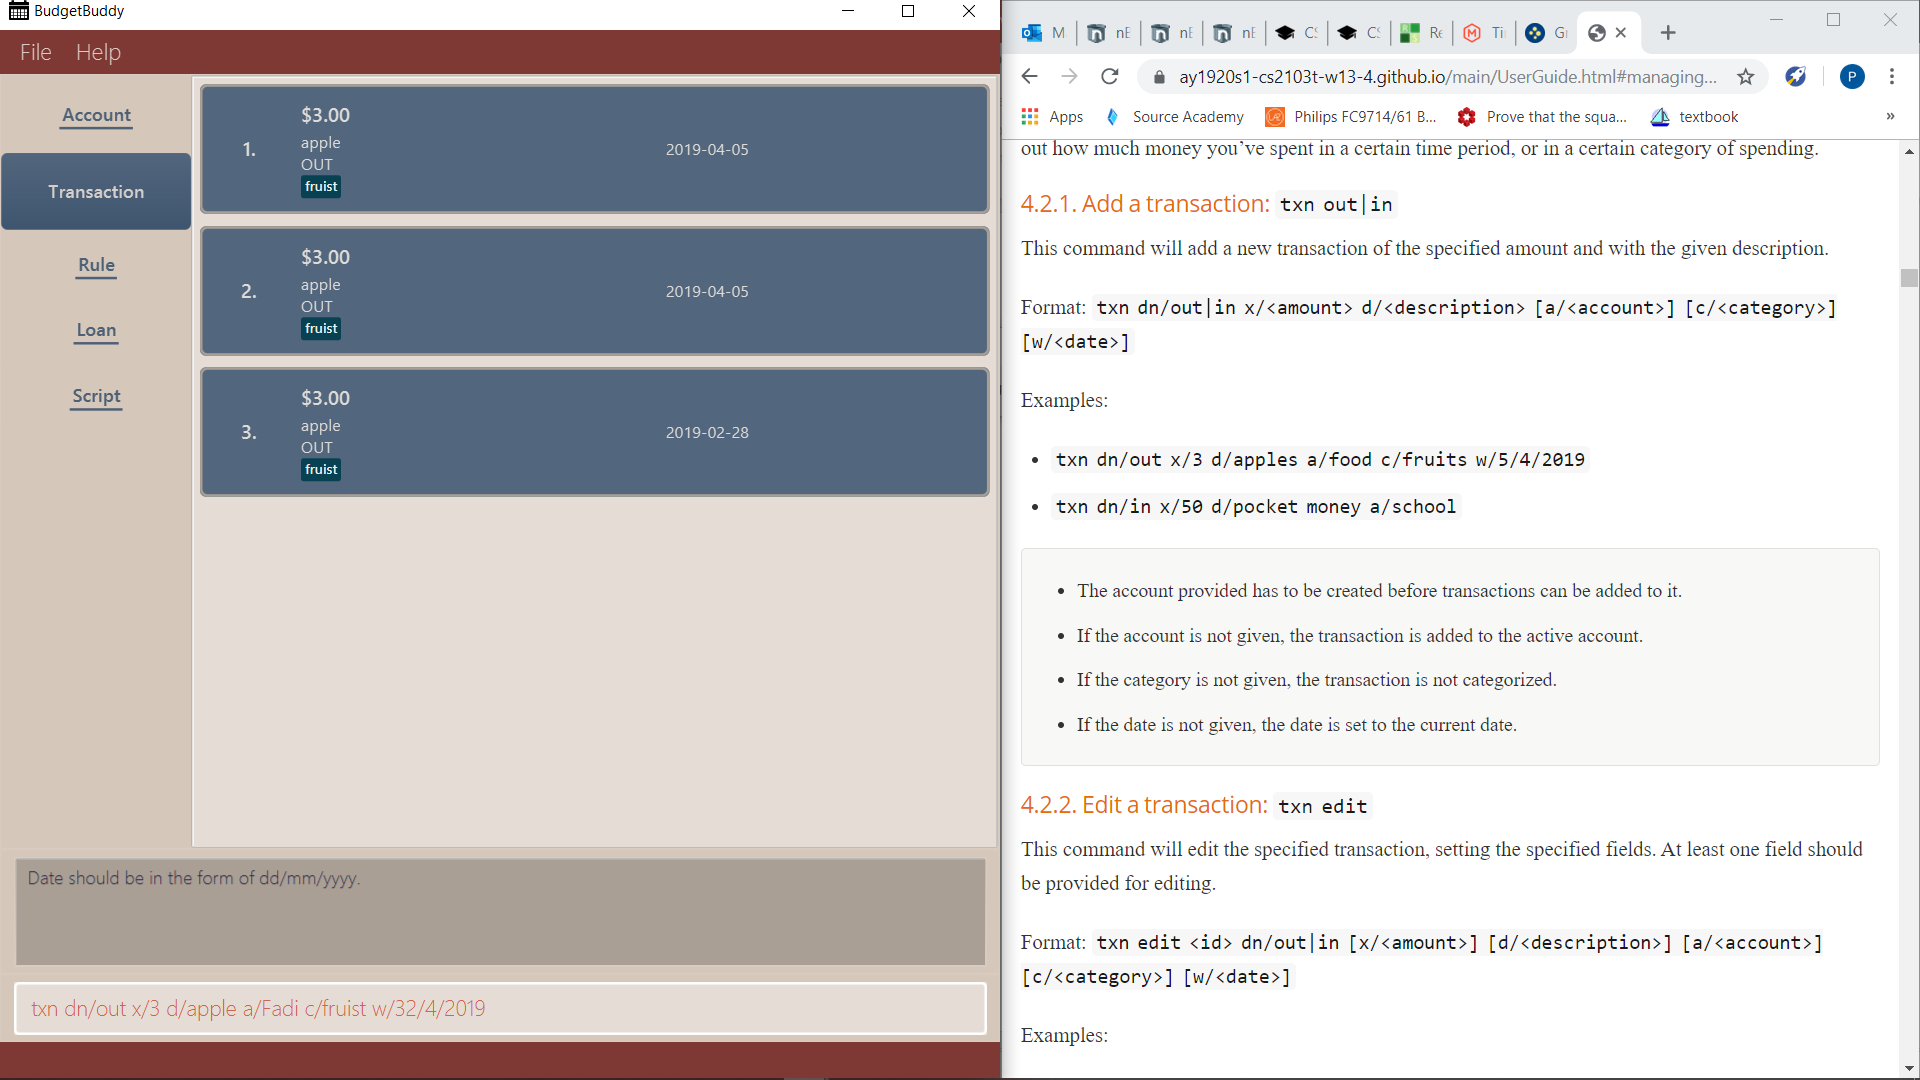 BudgetBuddy
File Help
Account
Transaction
Rule
Loan
Script
1.
$3.00
apple
OUT
fruist
2019-04-05
2.
$3.00
apple
OUT
fruist
2019-04-05
3.
$3.00
apple
OUT
fruist
2019-02-28
Date should be in the form of dd/mm/yyyy.
txn dn/out x/3 d/apple a/Fadi c/fruist w/32/4/2019
M nE nE nE CS CS Re Ti G
ay1920s1-cs2103t-w13-4.github.io/main/UserGuide.html#managing... P
Apps Source Academy Philips FC9714/61 B... Prove that the squa... textbook »
out how much money you’ve spent in a certain time period, or in a certain category of spending.
4.2.1. Add a transaction: txn out|in
This command will add a new transaction of the specified amount and with the given description.
Format: txn dn/out|in x/<amount> d/<description> [a/<account>] [c/<category>]
[w/<date>]
Examples:
• txn dn/out x/3 d/apples a/food c/fruits w/5/4/2019
• txn dn/in x/50 d/pocket money a/school
• The account provided has to be created before transactions can be added to it.
• If the account is not given, the transaction is added to the active account.
• If the category is not given, the transaction is not categorized.
• If the date is not given, the date is set to the current date.
4.2.2. Edit a transaction: txn edit
This command will edit the specified transaction, setting the specified fields. At least one field should
be provided for editing.
Format: txn edit <id> dn/out|in [x/<amount>] [d/<description>] [a/<account>]
[c/<category>] [w/<date>]
Examples: